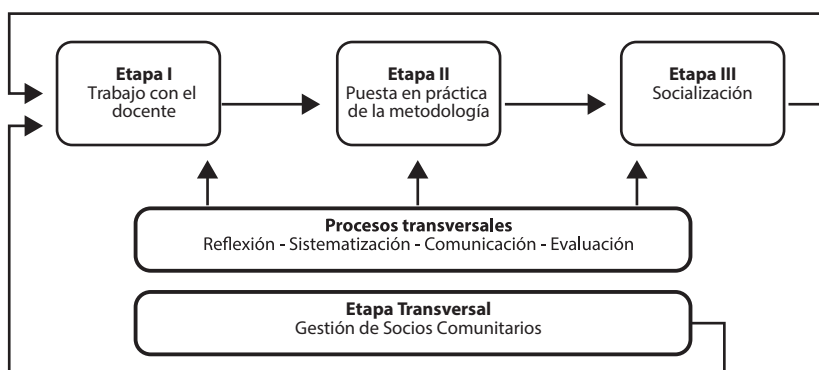 Etapa I
Trabajo con el
docente
Etapa II
Puesta en práctica
de la metodología
Etapa III
Socialización
Procesos transversales
Reflexión - Sistematización - Comunicación - Evaluación
Etapa Transversal
Gestión de Socios Comunitarios